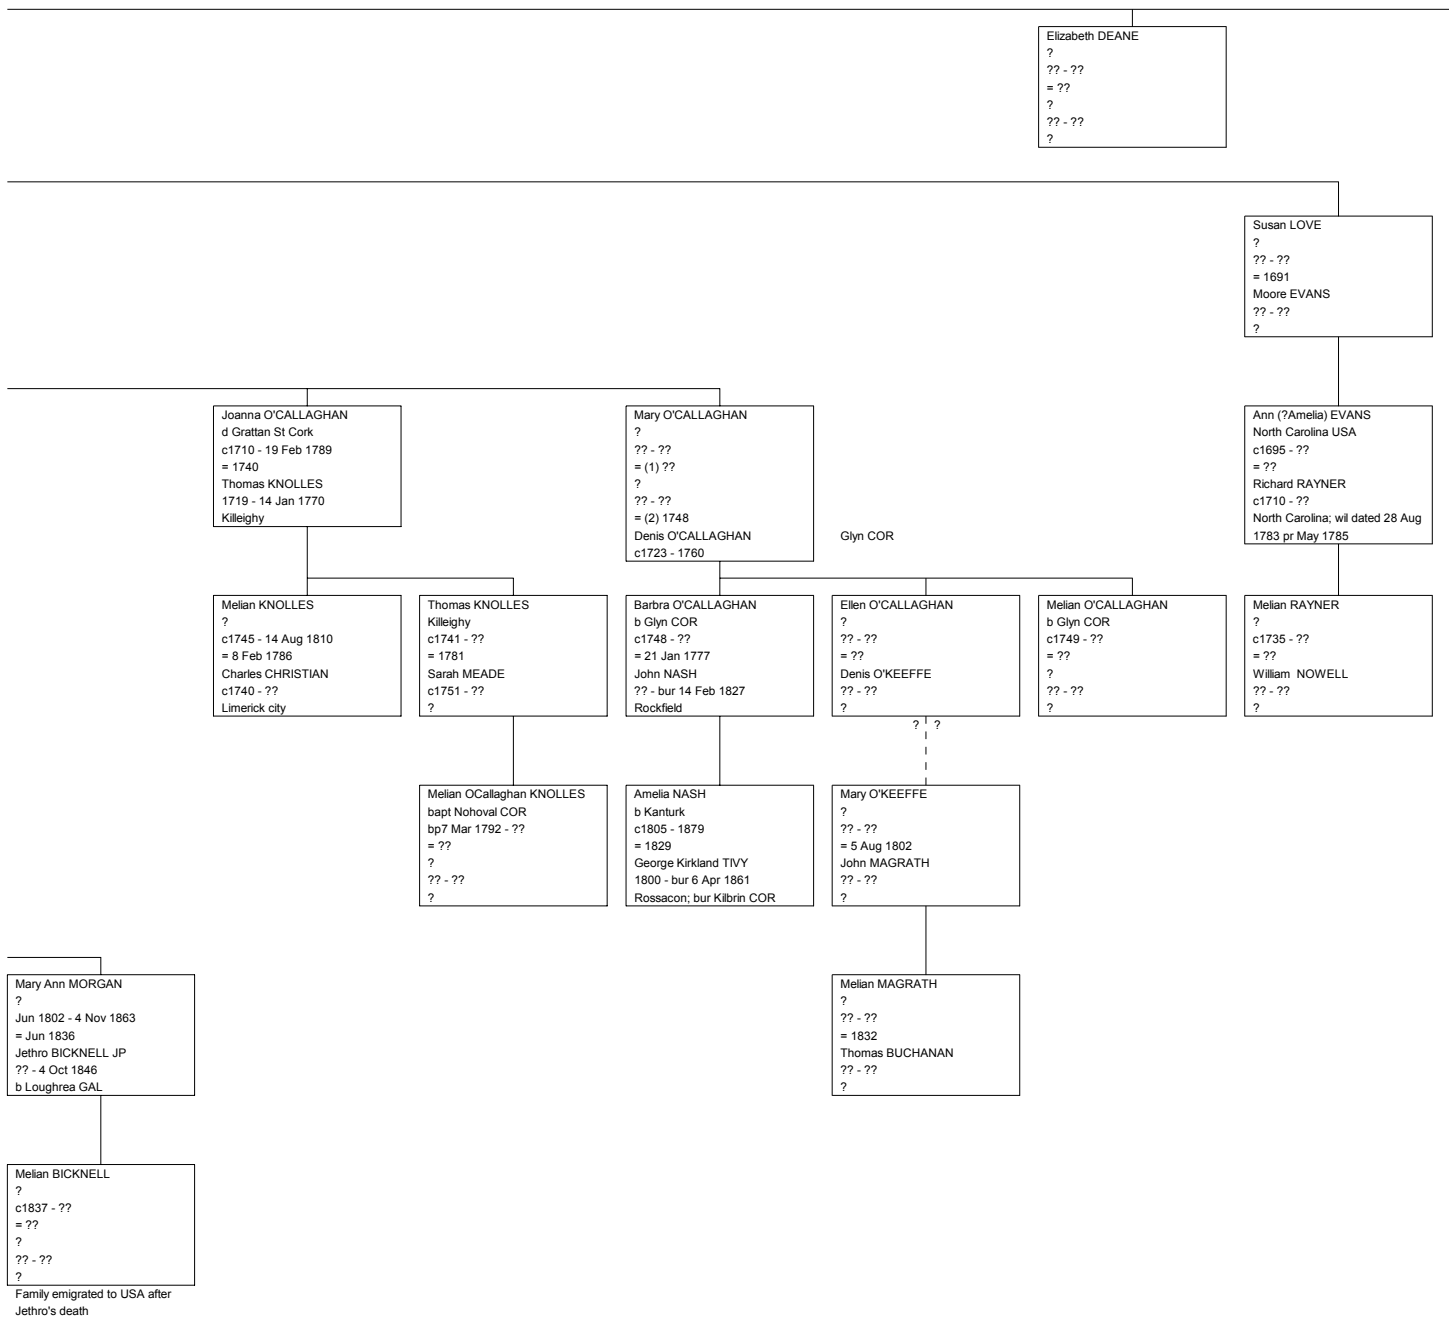 Elizabeth DEANE
?
?? - ??
= ??
?
?? - ??
?
Susan LOVE
?
?? - ??
= 1691
Moore EVANS
?? - ??
?
Joanna O'CALLAGHAN
d Grattan St Cork
c1710 - 19 Feb 1789
= 1740
Thomas KNOLLES
1719 - 14 Jan 1770
Killeighy
Mary O'CALLAGHAN
?
?? - ??
= (1) ??
?
?? - ??
= (2) 1748
Denis O'CALLAGHAN
c1723 - 1760
Glyn COR
Ann (?Amelia) EVANS
North Carolina USA
c1695 - ??
= ??
Richard RAYNER
c1710 - ??
North Carolina; wil dated 28 Aug
1783 pr May 1785
Melian KNOLLES
?
c1745 - 14 Aug 1810
= 8 Feb 1786
Charles CHRISTIAN
c1740 - ??
Limerick city
Thomas KNOLLES
Killeighy
c1741 - ??
= 1781
Sarah MEADE
c1751 - ??
?
Barbra O'CALLAGHAN
b Glyn COR
c1748 - ??
= 21 Jan 1777
John NASH
?? - bur 14 Feb 1827
Rockfield
Ellen O'CALLAGHAN
?
?? - ??
= ??
Denis O'KEEFFE
?? - ??
?
? ?
Melian O'CALLAGHAN
b Glyn COR
c1749 - ??
= ??
?
?? - ??
?
Melian RAYNER
?
c1735 - ??
= ??
William  NOWELL
?? - ??
?
Melian OCallaghan KNOLLES
bapt Nohoval COR
bp7 Mar 1792 - ??
= ??
?
?? - ??
?
Amelia NASH
b Kanturk
c1805 - 1879
= 1829
George Kirkland TIVY
1800 - bur 6 Apr 1861
Rossacon; bur Kilbrin COR
Mary O'KEEFFE
?
?? - ??
= 5 Aug 1802
John MAGRATH
?? - ??
?
Mary Ann MORGAN
?
Jun 1802 - 4 Nov 1863
= Jun 1836
Jethro BICKNELL JP
?? - 4 Oct 1846
b Loughrea GAL
Melian MAGRATH
?
?? - ??
= 1832
Thomas BUCHANAN
?? - ??
?
Melian BICKNELL
?
c1837 - ??
= ??
?
?? - ??
?
Family emigrated to USA after
Jethro's death